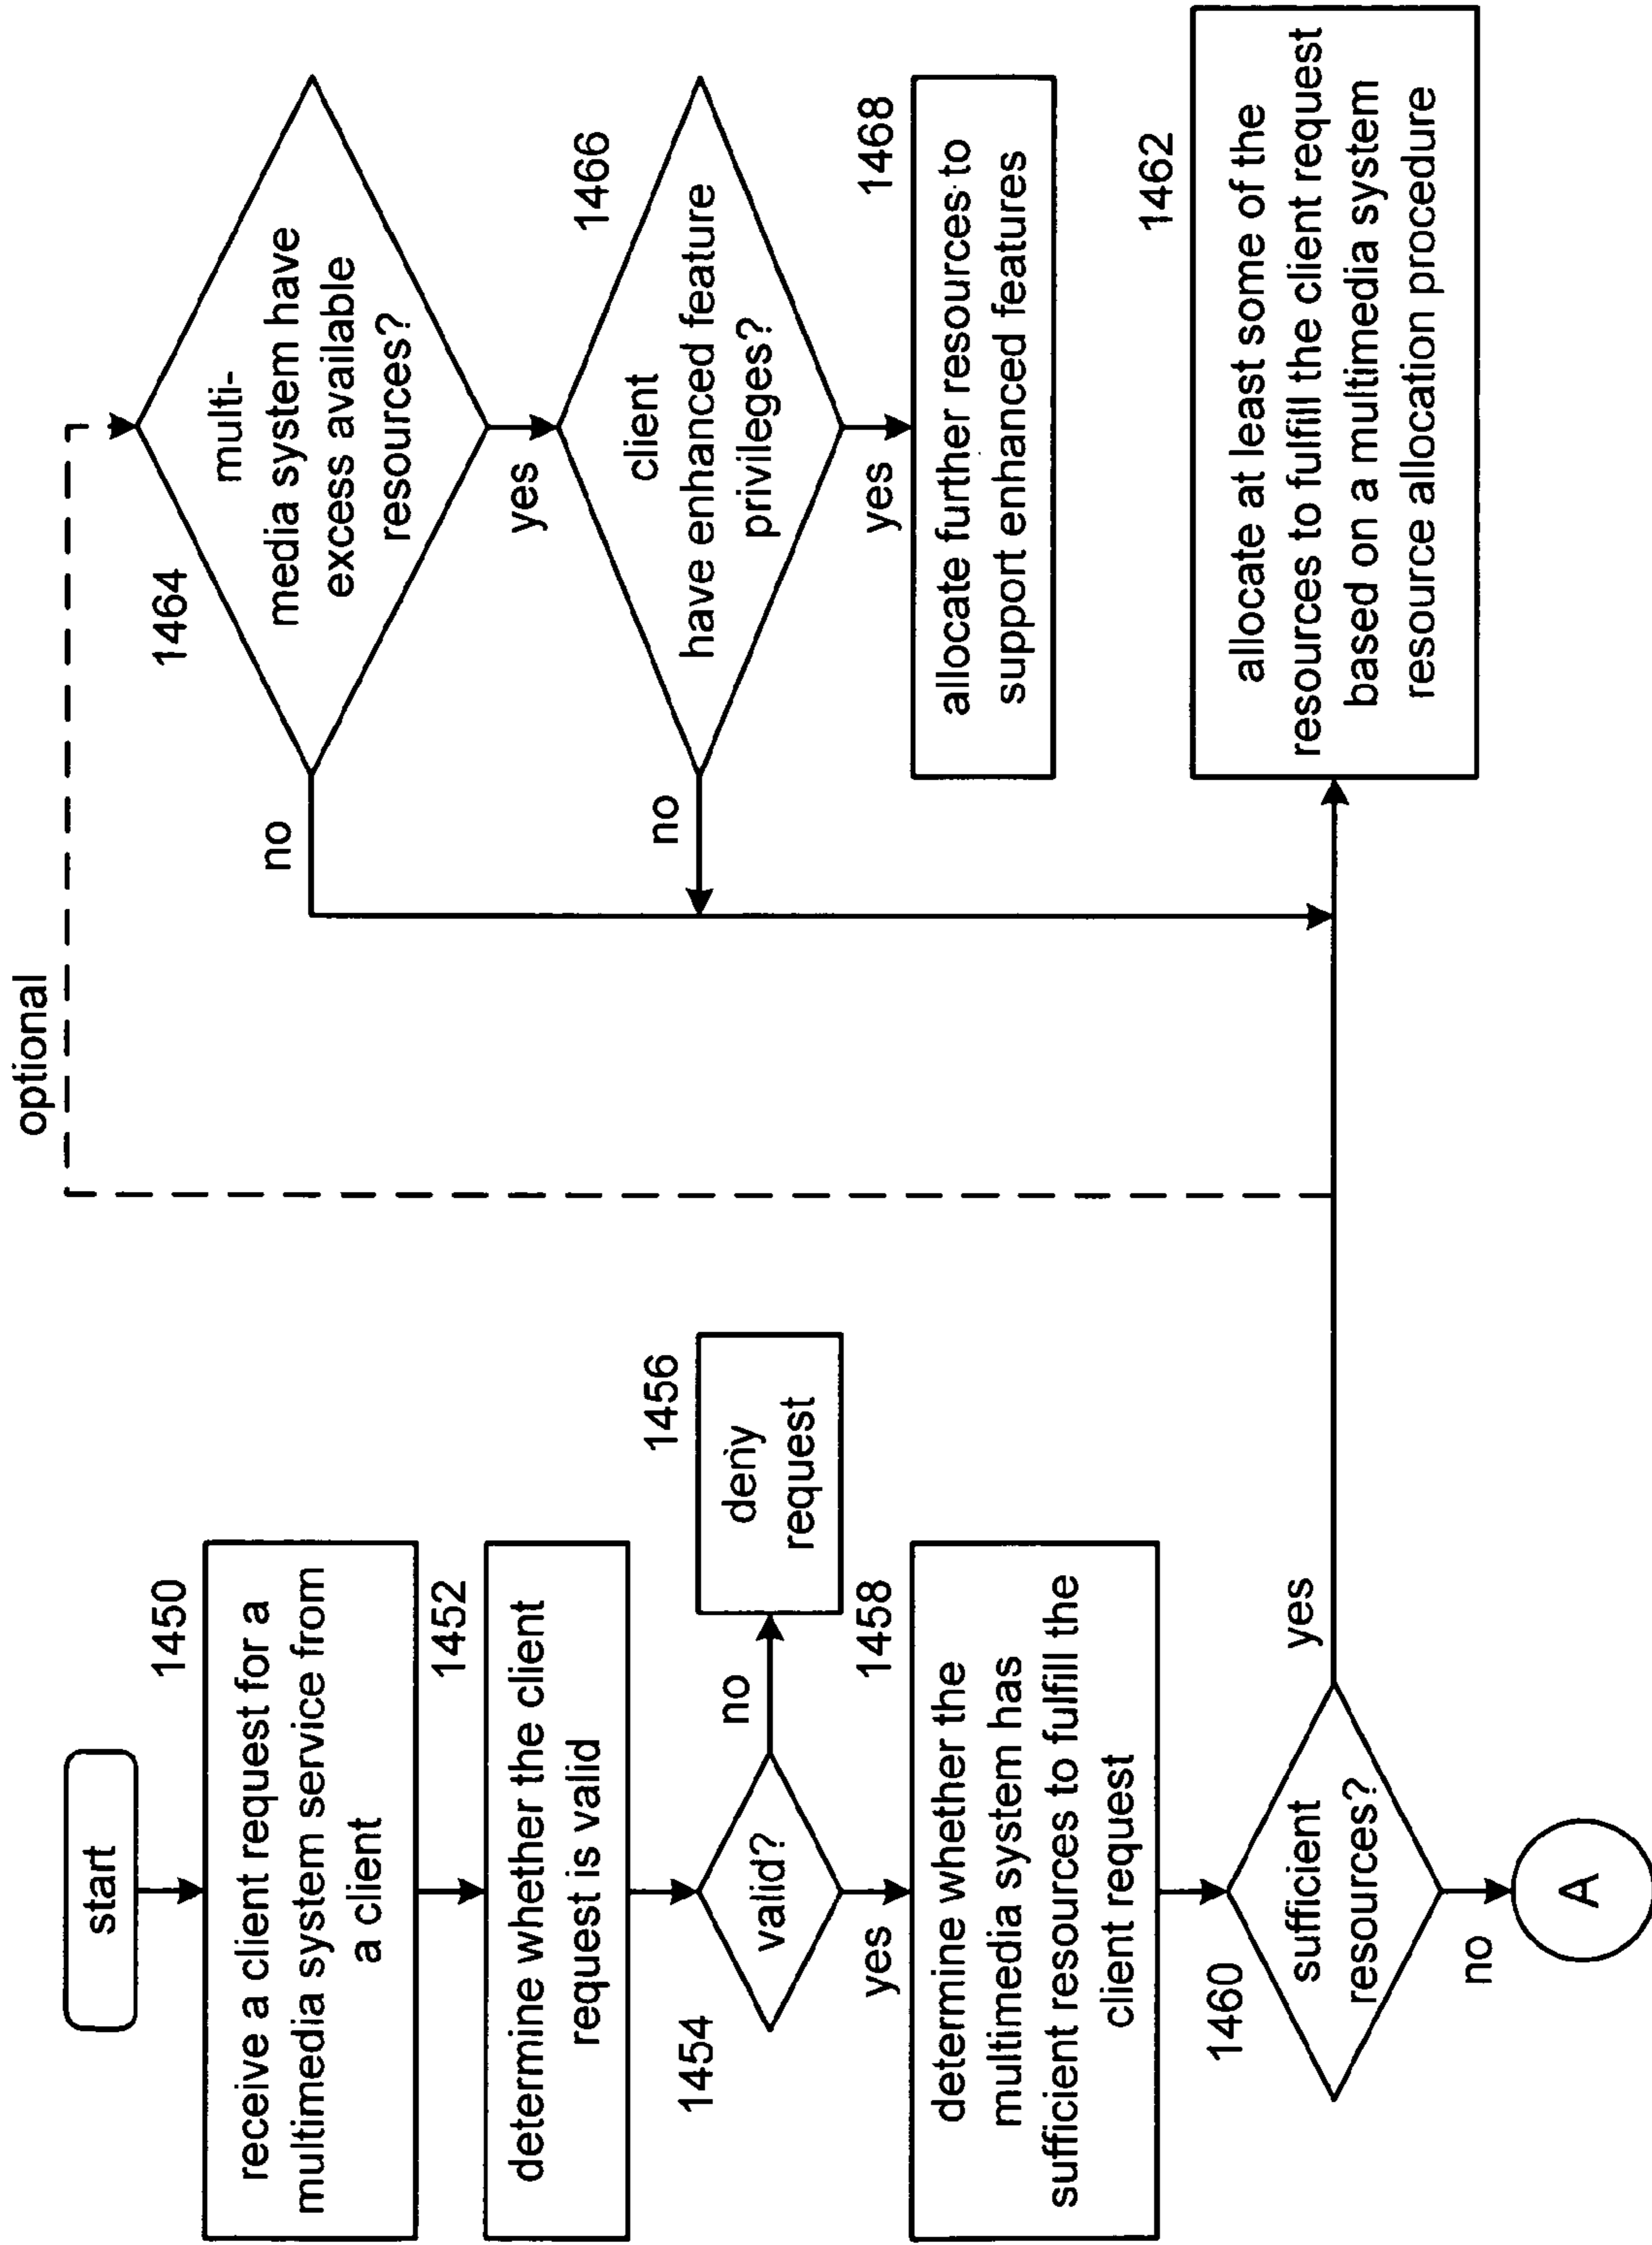 start
1450
receive a client request for a
multimedia system service from
a client
1452
determine whether the client
request is valid
1454
valid?
no
1456
deny
request
yes
1458
determine whether the
multimedia system has
sufficient resources to fulfill the
client request
1460
sufficient
resources?
yes
no
A
optional
1464
multi-
media system have
excess available
resources?
no
yes
1466
client
have enhanced feature
privileges?
no
yes
1468
allocate further resources to
support enhanced features
1462
allocate at least some of the
resources to fulfill the client request
based on a multimedia system
resource allocation procedure